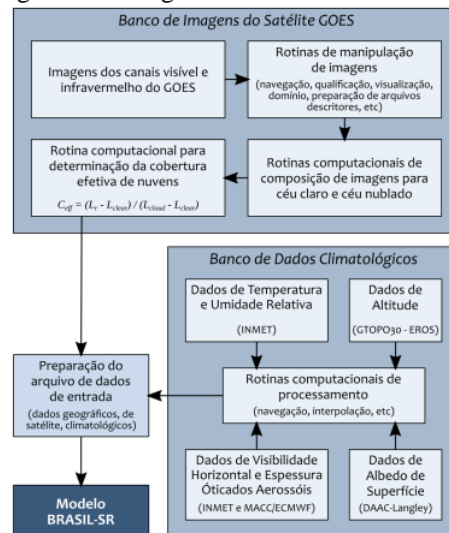 Banco de Imagens do Satélite GOES
Imagens dos canais visível e
infravermelho do GOES
Rotinas de manipulação
de imagens
(navegação, qualificação, visualização,
domínio, preparação de arquivos
descritores, etc)
Rotina computacional para
determinação da cobertura
efetiva de nuvens
C_eff = (L_r - L_clear) / (L_cloud - L_clear)
Rotinas computacionais de
composição de imagens para
céu claro e céu nublado
Banco de Dados Climatológicos
Dados de Temperatura
e Umidade Relativa
(INMET)
Dados de
Altitude
(GTOPO30 - EROS)
Preparação do
arquivo de dados
de entrada
(dados geográficos, de
satélite, climatológicos)
Rotinas computacionais de
processamento
(navegação, interpolação, etc)
Dados de Visibilidade
Horizontal e Espessura
Óticados Aerossóis
(INMET e MACC/ECMWF)
Dados de
Albedo de
Superfície
(DAAC-Langley)
Modelo
BRASIL-SR